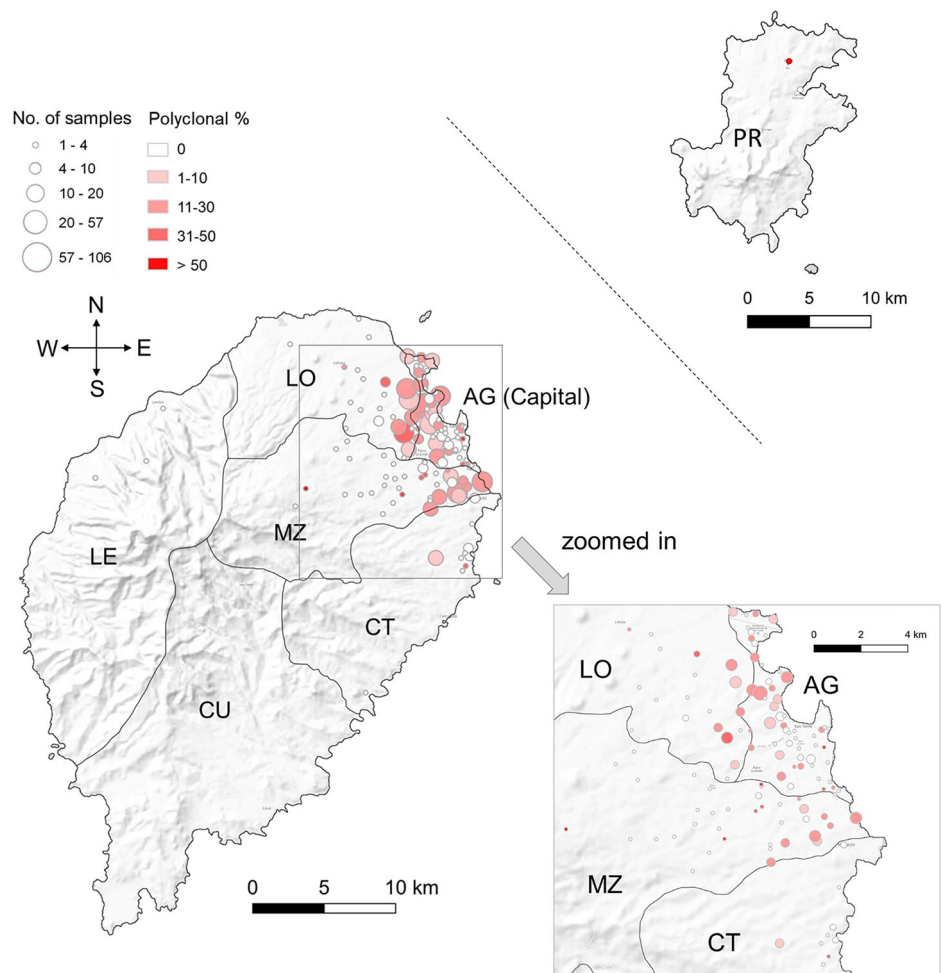 No. of samples
1 - 4
4 - 10
10 - 20
20 - 57
57 - 106
Polyclonal %
0
1-10
11-30
31-50
> 50
PR
0 5 10 km
N
W E
S
LO
AG (Capital)
MZ
LE
CT
CU
0 5 10 km
zoomed in
0 2 4 km
LO
AG
MZ
CT